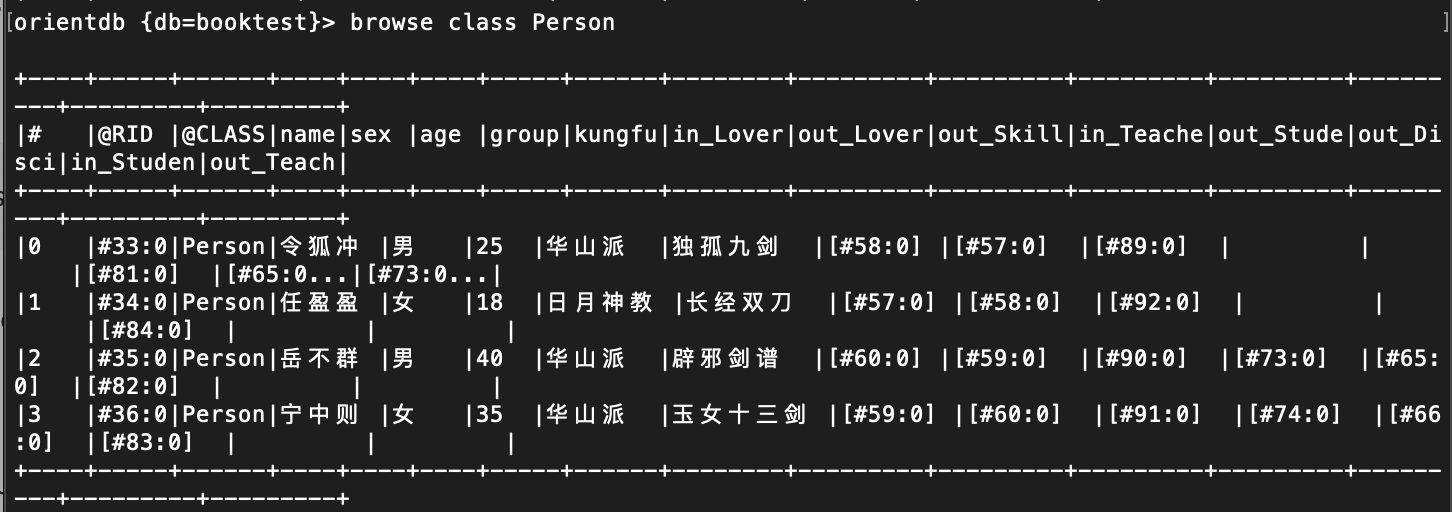 [orientdb {db=booktest}> browse class Person ]
+----+-----+-------+----+----+----+-----+------+--------+---------+---------+---------+---------+------
---+---------+---------+
|#   |@RID |@CLASS|name|sex |age |group|kungfu|in_Lover|out_Lover|out_Skill|in_Teache|out_Stude|out_Di
sci|in_Studen|out_Teach|
+----+-----+-------+----+----+----+-----+------+--------+---------+---------+---------+---------+------
---+---------+---------+
|0   |#33:0|Person|令狐冲 |男   |25  |华山派  |独孤九剑  |[#58:0] |[#57:0]  |[#89:0]  |         |         |
    |[#81:0]  |[#65:0...|[#73:0...|
|1   |#34:0|Person|任盈盈 |女   |18  |日月神教 |长经双刀  |[#57:0] |[#58:0]  |[#92:0]  |         |         |
     |[#84:0]  |         |         |
|2   |#35:0|Person|岳不群 |男   |40  |华山派  |辟邪剑谱  |[#60:0] |[#59:0]  |[#90:0]  |[#73:0]  |[#65:
0]  |[#82:0]  |         |         |
|3   |#36:0|Person|宁中则 |女   |35  |华山派  |玉女十三剑 |[#59:0] |[#60:0]  |[#91:0]  |[#74:0]  |[#66
:0]  |[#83:0]  |         |         |
+----+-----+-------+----+----+----+-----+------+--------+---------+---------+---------+---------+------
---+---------+---------+